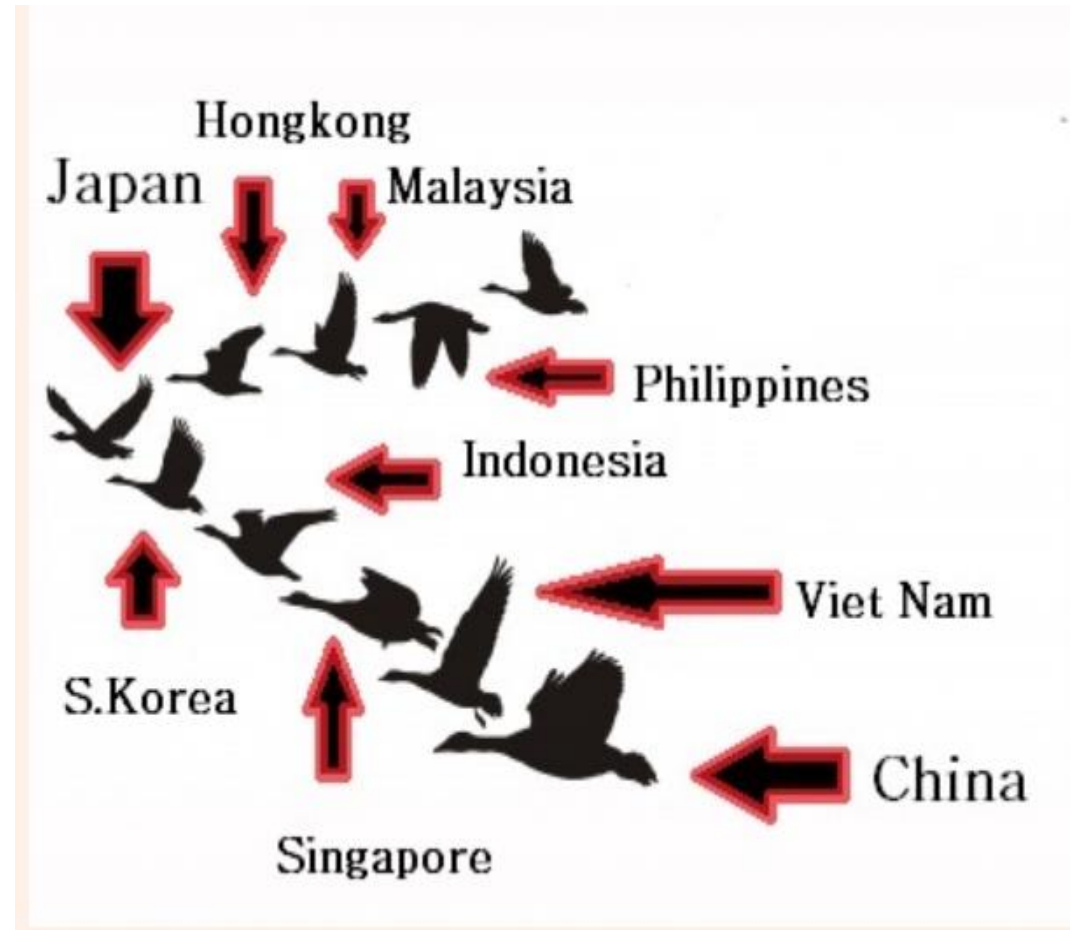 Hongkong
Japan
Malaysia
Philippines
Indonesia
Viet Nam
S.Korea
China
Singapore